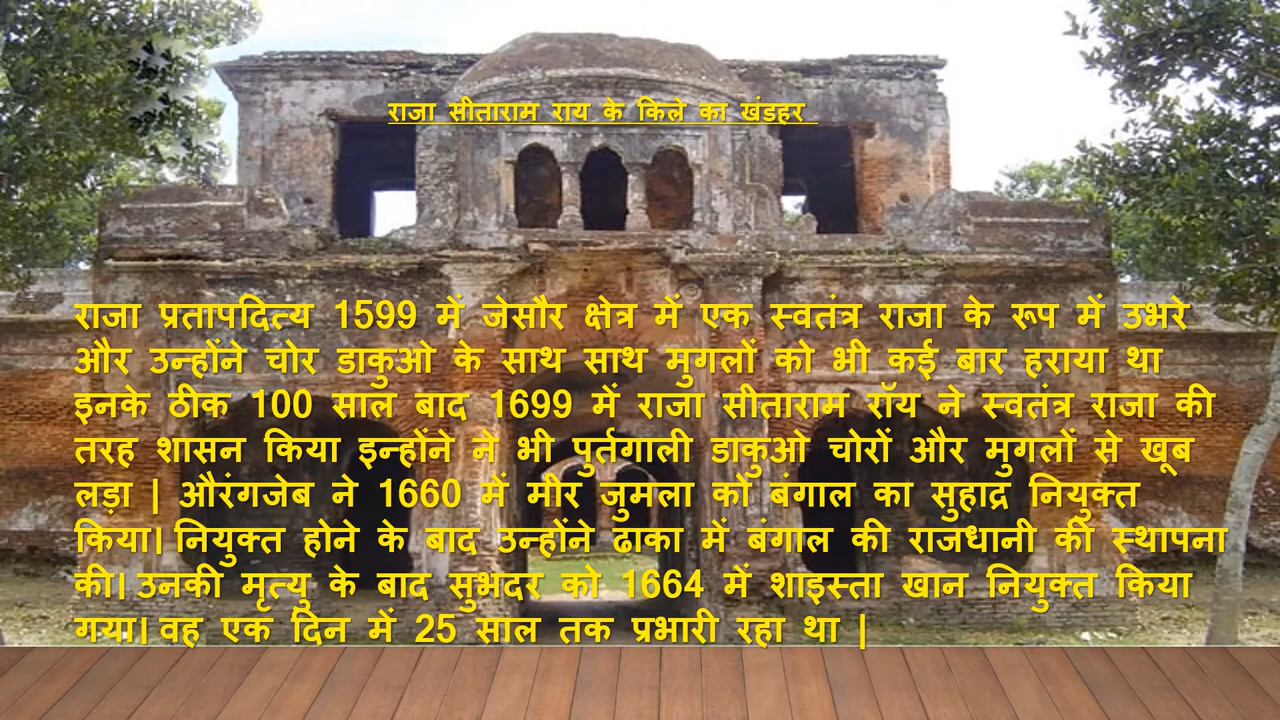 राजा सीताराम राय के किले का खंडहर
राजा प्रतापदित्य 1599 में जेसौर क्षेत्र में एक स्वतंत्र राजा के रूप में उभरे
और उन्होंने चोर डाकुओ के साथ साथ मुगलों को भी कई बार हराया था
इनके ठीक 100 साल बाद 1699 में राजा सीताराम रॉय ने स्वतंत्र राजा की
तरह शासन किया इन्होंने ने भी पुर्तगाली डाकुओ चोरों और मुगलों से खूब
लड़ा | औरंगजेब ने 1660 में मीर जुमला को बंगाल का सुहाद्र नियुक्त
किया। नियुक्त होने के बाद उन्होंने ढाका में बंगाल की राजधानी की स्थापना
की। उनकी मृत्यु के बाद सुभदर को 1664 में शाइस्ता खान नियुक्त किया
गया। वह एक दिन में 25 साल तक प्रभारी रहा था |